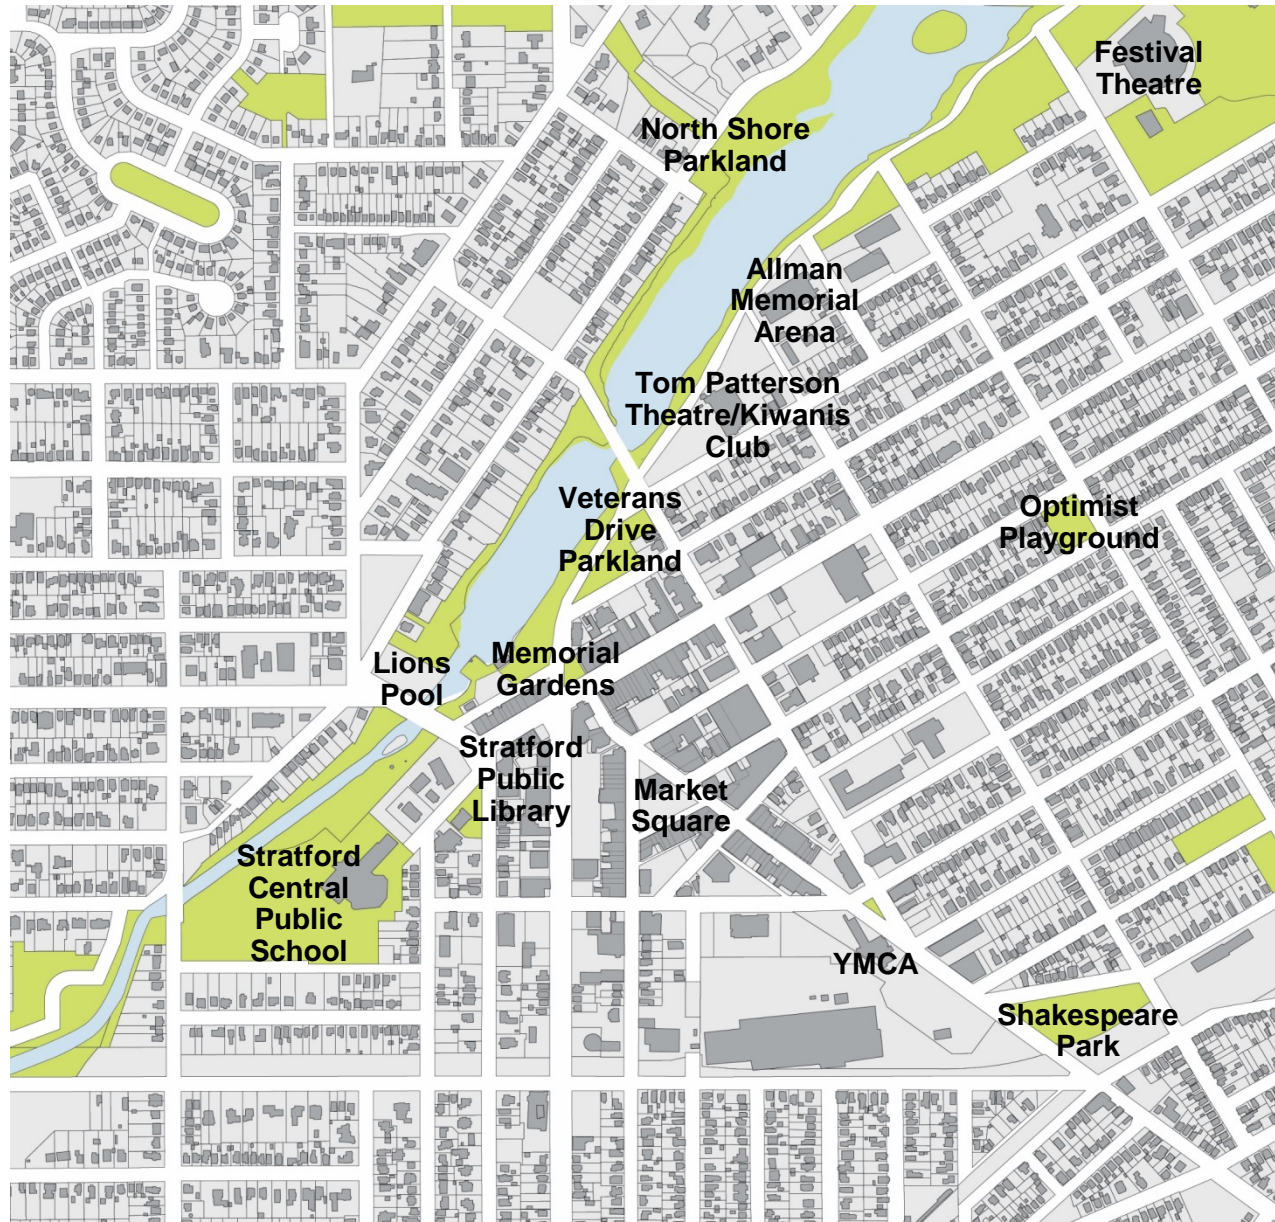 Festival
Theatre
North Shore
Parkland
Allman
Memorial
Arena
Tom Patterson
Theatre/Kiwanis
Club
Veterans
Drive
Parkland
Optimist
Playground
Lions
Pool
Memorial
Gardens
Stratford
Public
Library
Market
Square
Stratford
Central
Public
School
YMCA
Shakespeare
Park